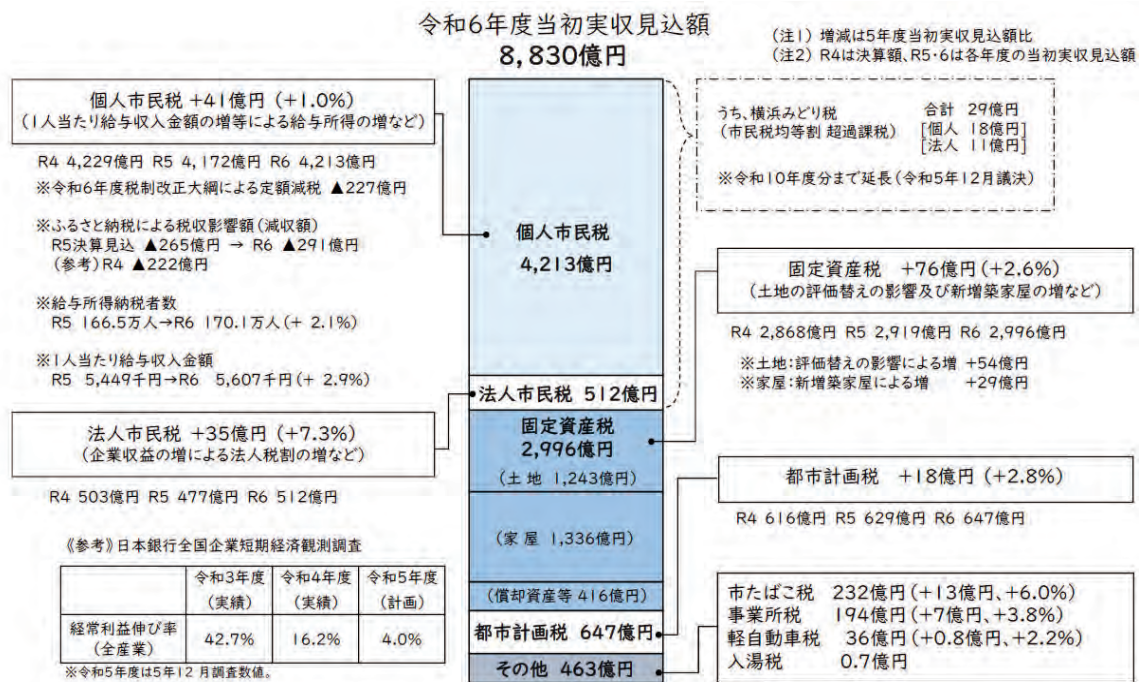 令和6年度当初実収見込額
8,830億円
(注1) 増減は5年度当初実収見込額比
(注2) R4は決算額、R5・6は各年度の当初実収見込額
個人市民税 +41億円 (+1.0%)
(1人当たり給与収入金額の増等による給与所得の増など)
R4 4,229億円 R5 4,172億円 R6 4,213億円
※令和6年度税制改正大綱による定額減税 ▲227億円
※ふるさと納税による税収影響額(減収額)
R5決算見込 ▲265億円 → R6 ▲291億円
(参考)R4 ▲222億円
※給与所得納税者数
R5 166.5万人→R6 170.1万人(+ 2.1%)
※1人当たり給与収入金額
R5 5,449千円→R6 5,607千円(+ 2.9%)
法人市民税 +35億円 (+7.3%)
(企業収益の増による法人税割の増など)
R4 503億円 R5 477億円 R6 512億円
《参考》日本銀行全国企業短期経済観測調査
令和3年度 令和4年度 令和5年度
(実績) (実績) (計画)
経常利益伸び率
(全産業)
42.7% 16.2% 4.0%
※令和5年度は5年12月調査数値。
個人市民税
4,213億円
法人市民税 512億円
固定資産税
2,996億円
(土地 1,243億円)
(家屋 1,336億円)
(償却資産等 416億円)
都市計画税 647億円
その他 463億円
うち、横浜みどり税 合計 29億円
(市民税均等割 超過課税) [個人 18億円]
[法人 11億円]
※令和10年度分まで延長(令和5年12月議決)
固定資産税 +76億円(+2.6%)
(土地の評価替えの影響及び新増築家屋の増など)
R4 2,868億円 R5 2,919億円 R6 2,996億円
※土地:評価替えの影響による増 +54億円
※家屋:新増築家屋による増 +29億円
都市計画税 +18億円 (+2.8%)
R4 616億円 R5 629億円 R6 647億円
市たばこ税 232億円(+13億円、+6.0%)
事業所税 194億円(+7億円、+3.8%)
軽自動車税 36億円(+0.8億円、+2.2%)
入湯税 0.7億円